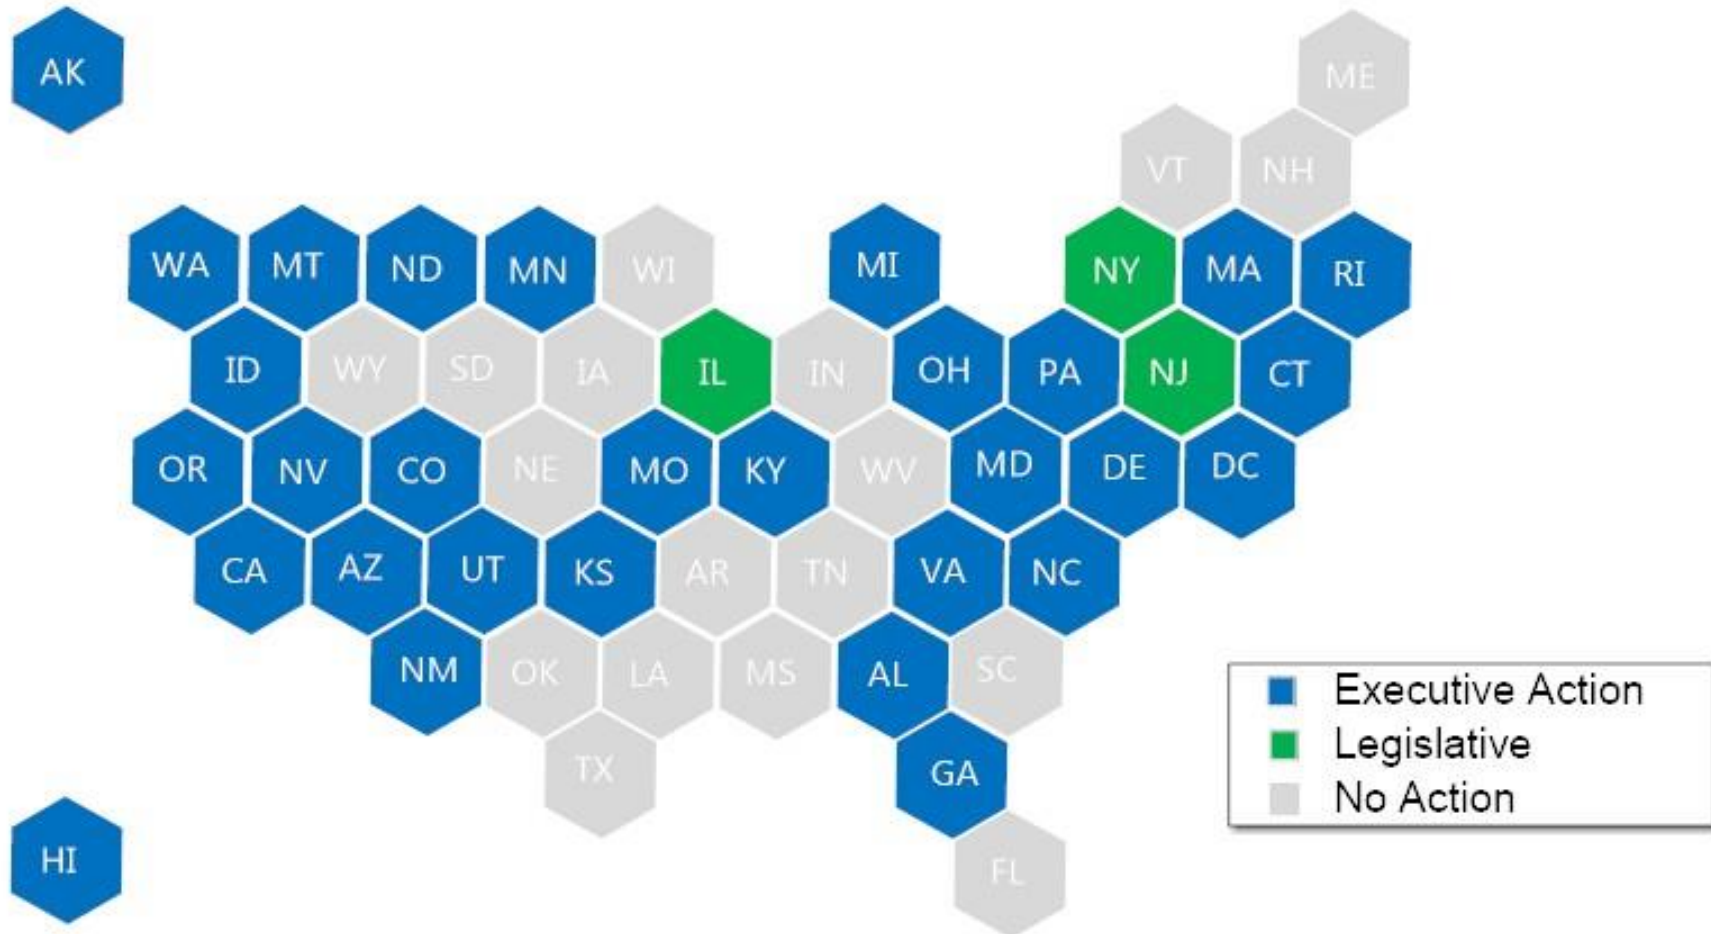 AK
ME
VT NH
WA MT ND MN WI MI NY MA RI
ID WY SD IA IL IN OH PA NJ CT
OR NV CO NE MO KY WV MD DE DC
CA AZ UT KS AR TN VA NC
NM OK LA MS AL SC
TX GA
HI FL
Executive Action
Legislative
No Action